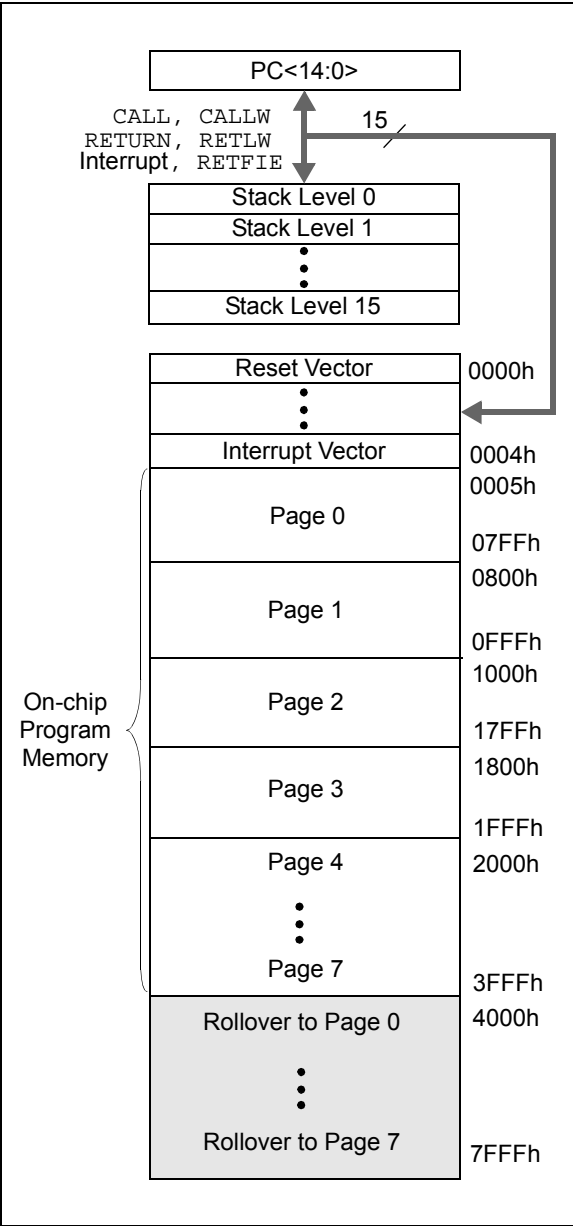 PC<14:0>
CALL, CALLW
RETURN, RETLW
Interrupt, RETFIE
15
Stack Level 0
Stack Level 1
Stack Level 15
Reset Vector
0000h
Interrupt Vector
0004h
0005h
Page 0
07FFh
0800h
Page 1
0FFFh
1000h
Page 2
17FFh
1800h
Page 3
1FFFh
On-chip
Program
Memory
Page 4
2000h
Page 7
3FFFh
Rollover to Page 0
4000h
Rollover to Page 7
7FFFh